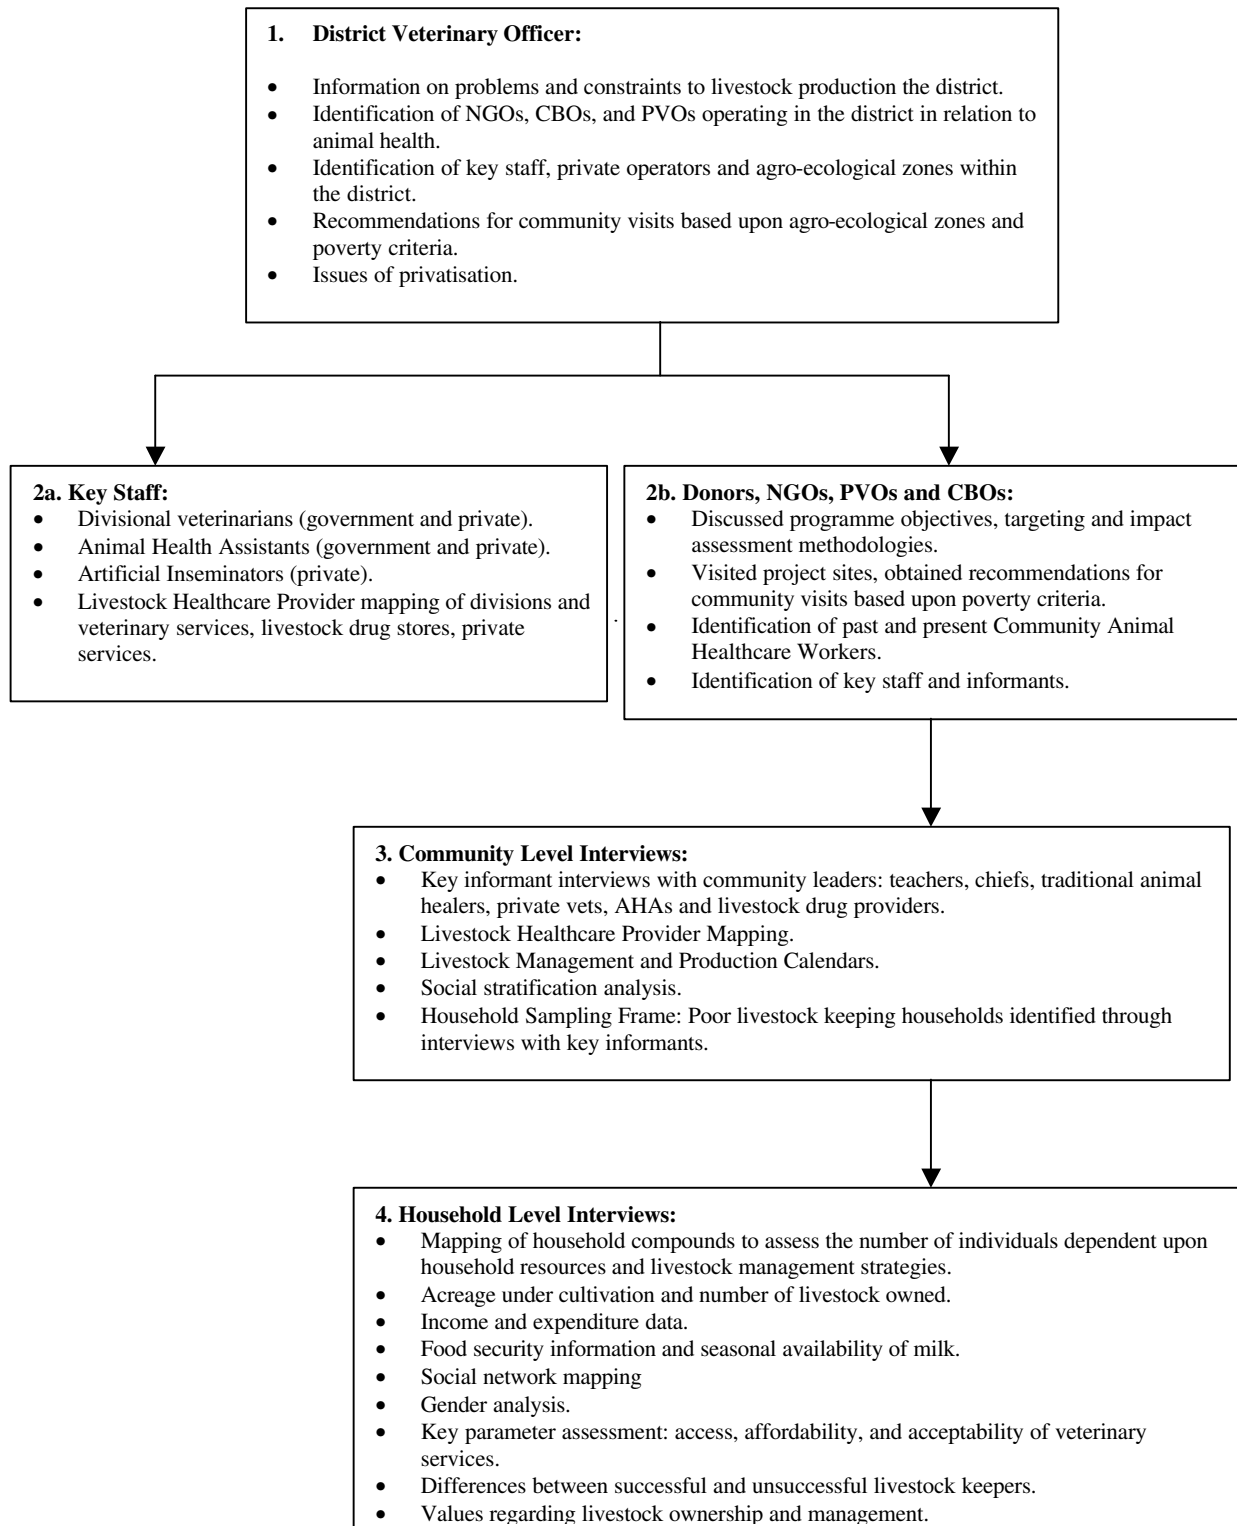 1. District Veterinary Officer:
• Information on problems and constraints to livestock production the district.
• Identification of NGOs, CBOs, and PVOs operating in the district in relation to
animal health.
• Identification of key staff, private operators and agro-ecological zones within
the district.
• Recommendations for community visits based upon agro-ecological zones and
poverty criteria.
• Issues of privatisation.
2a. Key Staff:
• Divisional veterinarians (government and private).
• Animal Health Assistants (government and private).
• Artificial Inseminators (private).
• Livestock Healthcare Provider mapping of divisions and
veterinary services, livestock drug stores, private
services.
.
2b. Donors, NGOs, PVOs and CBOs:
• Discussed programme objectives, targeting and impact
assessment methodologies.
• Visited project sites, obtained recommendations for
community visits based upon poverty criteria.
• Identification of past and present Community Animal
Healthcare Workers.
• Identification of key staff and informants.
3. Community Level Interviews:
• Key informant interviews with community leaders: teachers, chiefs, traditional animal
healers, private vets, AHAs and livestock drug providers.
• Livestock Healthcare Provider Mapping.
• Livestock Management and Production Calendars.
• Social stratification analysis.
• Household Sampling Frame: Poor livestock keeping households identified through
interviews with key informants.
4. Household Level Interviews:
• Mapping of household compounds to assess the number of individuals dependent upon
household resources and livestock management strategies.
• Acreage under cultivation and number of livestock owned.
• Income and expenditure data.
• Food security information and seasonal availability of milk.
• Social network mapping
• Gender analysis.
• Key parameter assessment: access, affordability, and acceptability of veterinary
services.
• Differences between successful and unsuccessful livestock keepers.
• Values regarding livestock ownership and management.